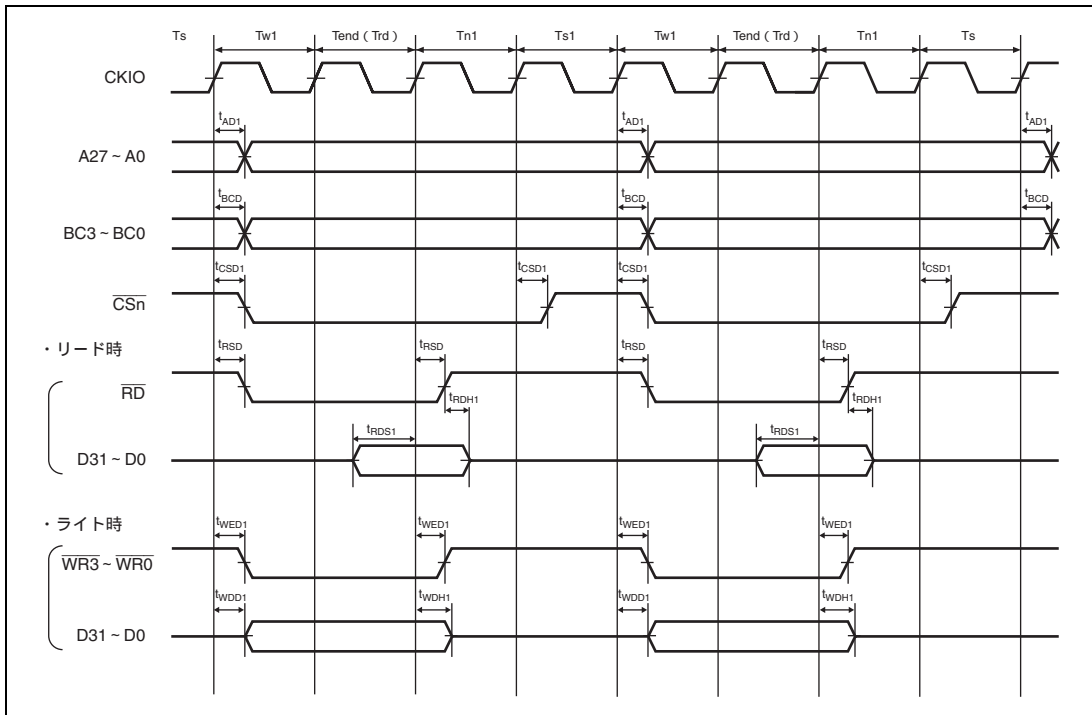 Ts Tw1 Tend ( Trd ) Tn1 Ts1 Tw1 Tend ( Trd ) Tn1 Ts
CKIO
tAD1 tAD1 tAD1
A27 ~ A0
tBCD tBCD tBCD
BC3 ~ BC0
tCSD1 tCSD1 tCSD1 tCSD1
CSn
・リード時
tRSD tRSD tRSD tRSD
RD
tRDH1 tRDH1
tRDS1 tRDS1
D31 ~ D0
・ライト時
tWED1 tWED1 tWED1 tWED1
WR3 ~ WR0
tWDD1 tWDH1 tWDD1 tWDH1
D31 ~ D0